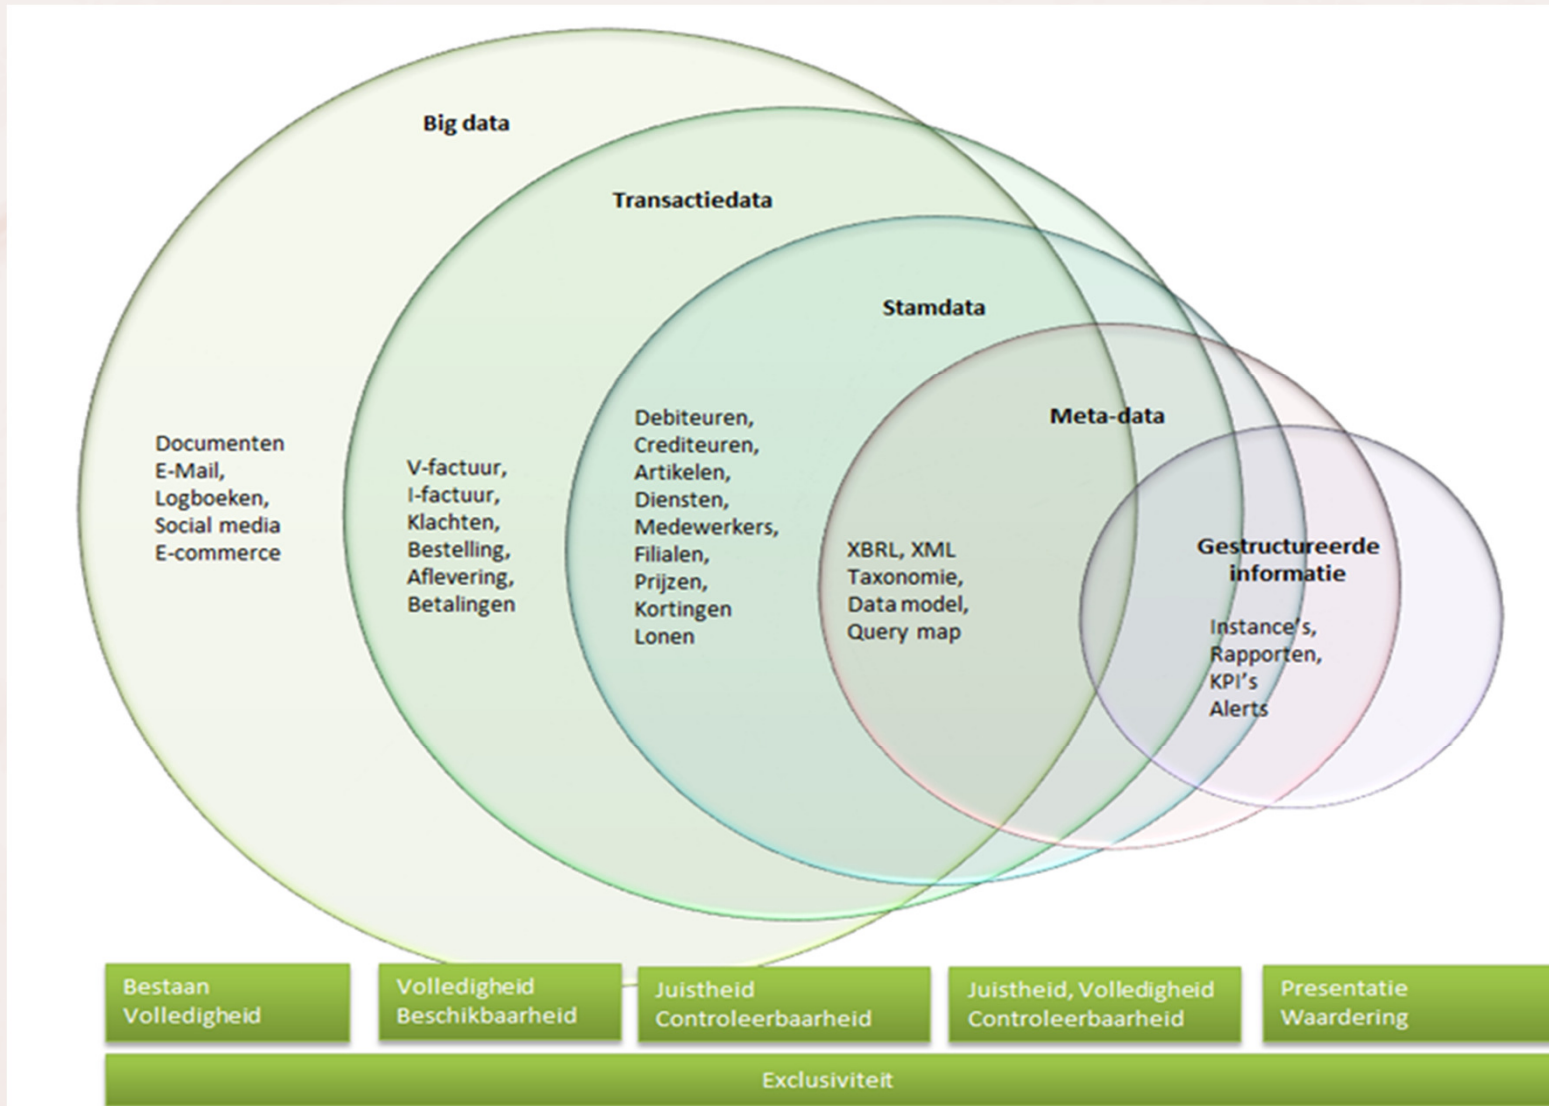 Big data
Transactiedata
Stamdata
Meta-data
Gestructureerde
informatie
Documenten
E-Mail,
Logboeken,
Social media
E-commerce
V-factuur,
I-factuur,
Klachten,
Bestelling,
Aflevering,
Betalingen
Debiteuren,
Crediteuren,
Artikelen,
Diensten,
Medewerkers,
Filialen,
Prijzen,
Kortingen
Lonen
XBRL, XML
Taxonomie,
Data model,
Query map
Instance's,
Rapporten,
KPI's
Alerts
Bestaan
Volledigheid
Volledigheid
Beschikbaarheid
Juistheid
Controleerbaarheid
Juistheid, Volledigheid
Controleerbaarheid
Presentatie
Waardering
Exclusiviteit